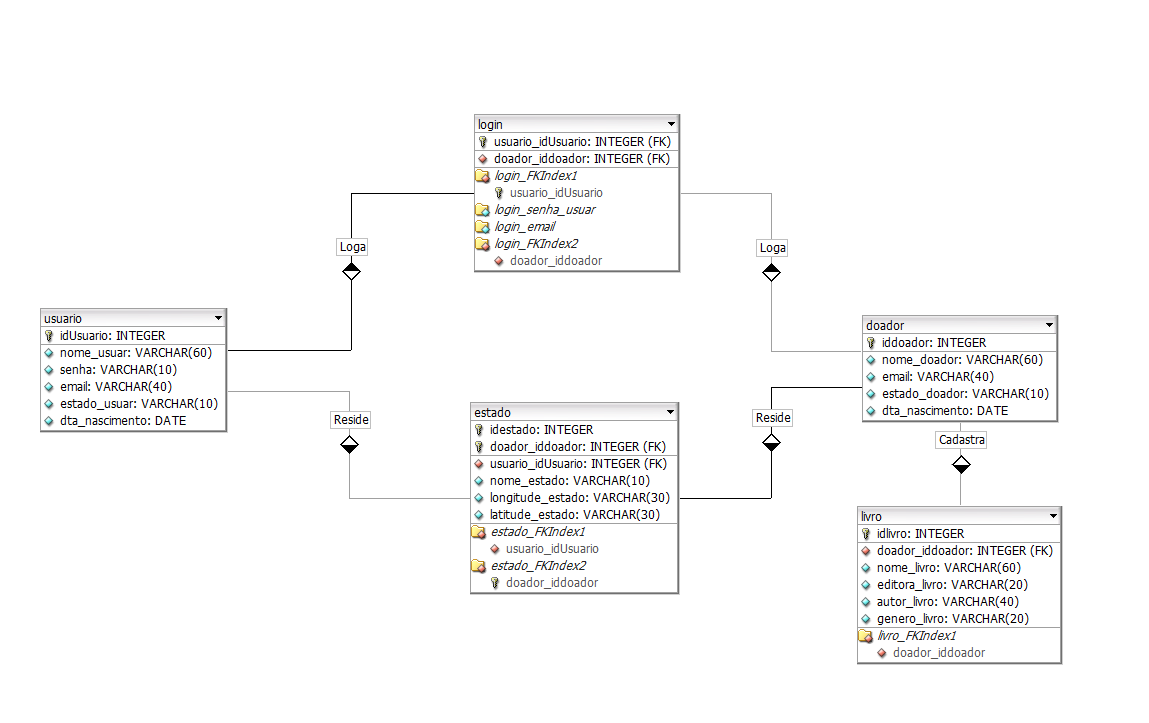 login
usuario_idUsuario: INTEGER (FK)
doador_iddoador: INTEGER (FK)
login_FKIndex1
usuario_idUsuario
login_senha_usuar
login_email
login_FKIndex2
doador_iddoador
Loga
Loga
usuario
idUsuario: INTEGER
nome_usuar: VARCHAR(60)
senha: VARCHAR(10)
email: VARCHAR(40)
estado_usuar: VARCHAR(10)
dta_nascimento: DATE
doador
iddoador: INTEGER
nome_doador: VARCHAR(60)
email: VARCHAR(40)
estado_doador: VARCHAR(10)
dta_nascimento: DATE
Reside
Reside
estado
idestado: INTEGER
doador_iddoador: INTEGER (FK)
usuario_idUsuario: INTEGER (FK)
nome_estado: VARCHAR(10)
longitude_estado: VARCHAR(30)
latitude_estado: VARCHAR(30)
estado_FKIndex1
usuario_idUsuario
estado_FKIndex2
doador_iddoador
Cadastra
livro
idlivro: INTEGER
doador_iddoador: INTEGER (FK)
nome_livro: VARCHAR(60)
editora_livro: VARCHAR(20)
autor_livro: VARCHAR(40)
genero_livro: VARCHAR(20)
livro_FKIndex1
doador_iddoador